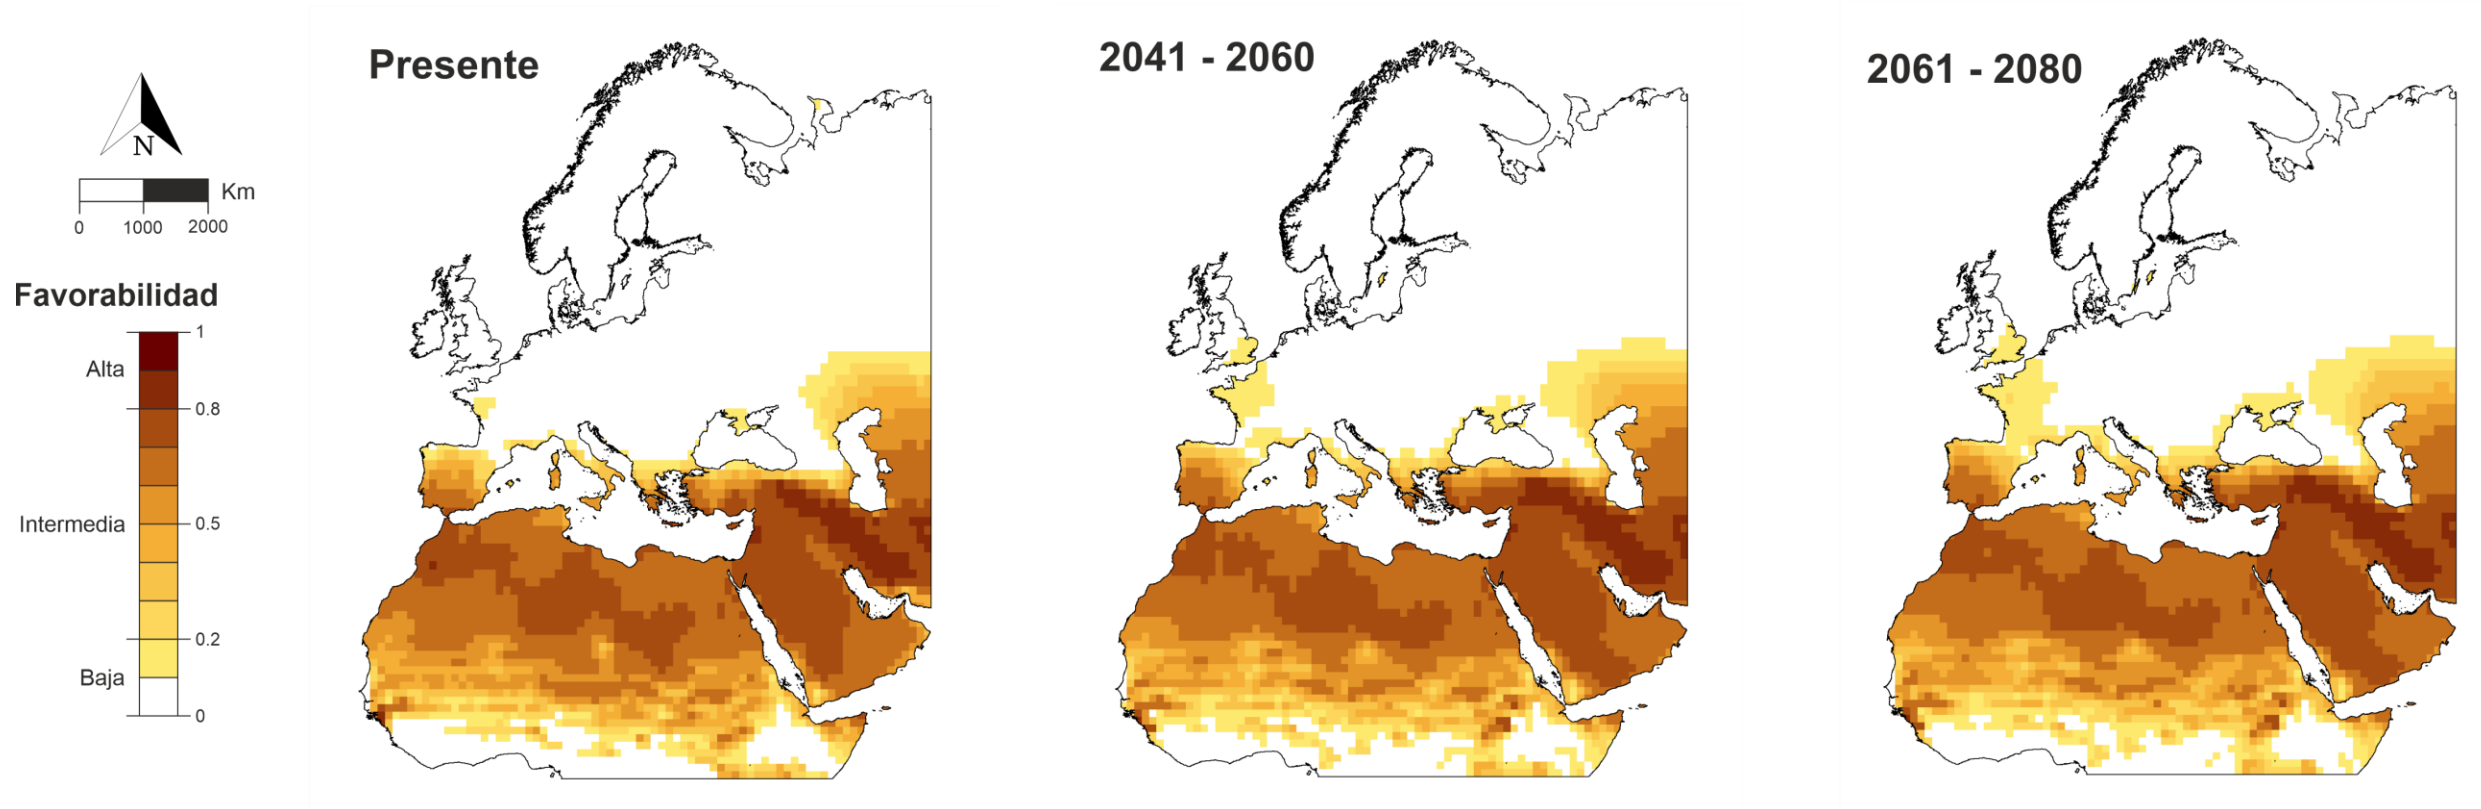 Presente
2041 - 2060
2061 - 2080
N
Km
0 1000 2000
Favorabilidad
1
Alta
0.8
Intermedia
0.5
0.2
Baja
0